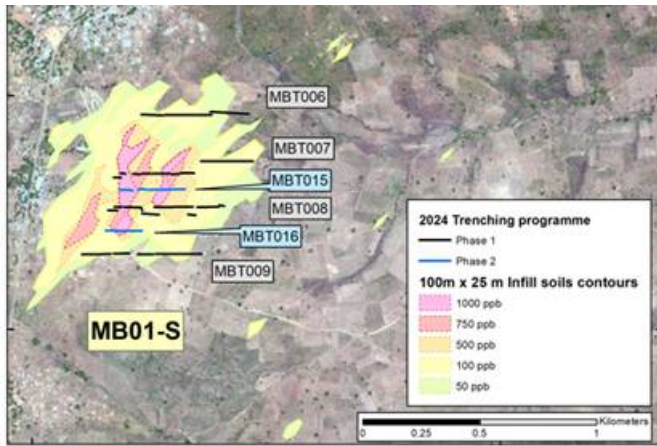 MBT006
MBT007
MBT015
MBT008
MBT016
MBT009
MB01-S
2024 Trenching programme
Phase 1
Phase 2
100m x 25 m Infill soils contours
1000 ppb
750 ppb
500 ppb
100 ppb
50 ppb
Kilometers
0 0.25 0.5 1